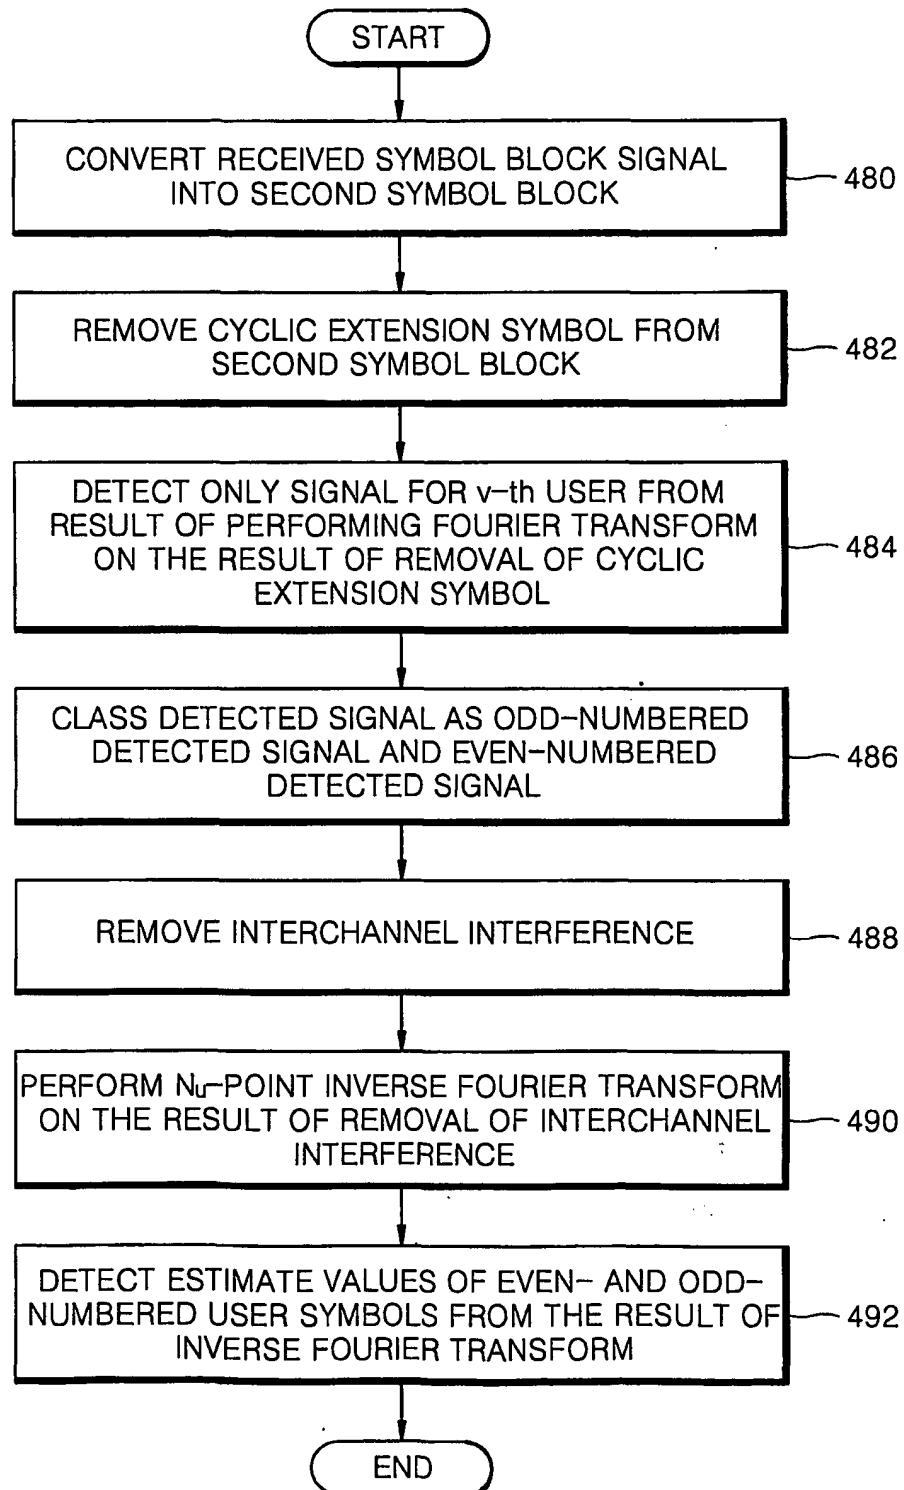 START
CONVERT RECEIVED SYMBOL BLOCK SIGNAL
INTO SECOND SYMBOL BLOCK
480
REMOVE CYCLIC EXTENSION SYMBOL FROM
SECOND SYMBOL BLOCK
482
DETECT ONLY SIGNAL FOR v-th USER FROM
RESULT OF PERFORMING FOURIER TRANSFORM
ON THE RESULT OF REMOVAL OF CYCLIC
EXTENSION SYMBOL
484
CLASS DETECTED SIGNAL AS ODD-NUMBERED
DETECTED SIGNAL AND EVEN-NUMBERED
DETECTED SIGNAL
486
REMOVE INTERCHANNEL INTERFERENCE
488
PERFORM Nu-POINT INVERSE FOURIER TRANSFORM
ON THE RESULT OF REMOVAL OF INTERCHANNEL
INTERFERENCE
490
DETECT ESTIMATE VALUES OF EVEN- AND ODD-
NUMBERED USER SYMBOLS FROM THE RESULT OF
INVERSE FOURIER TRANSFORM
492
END